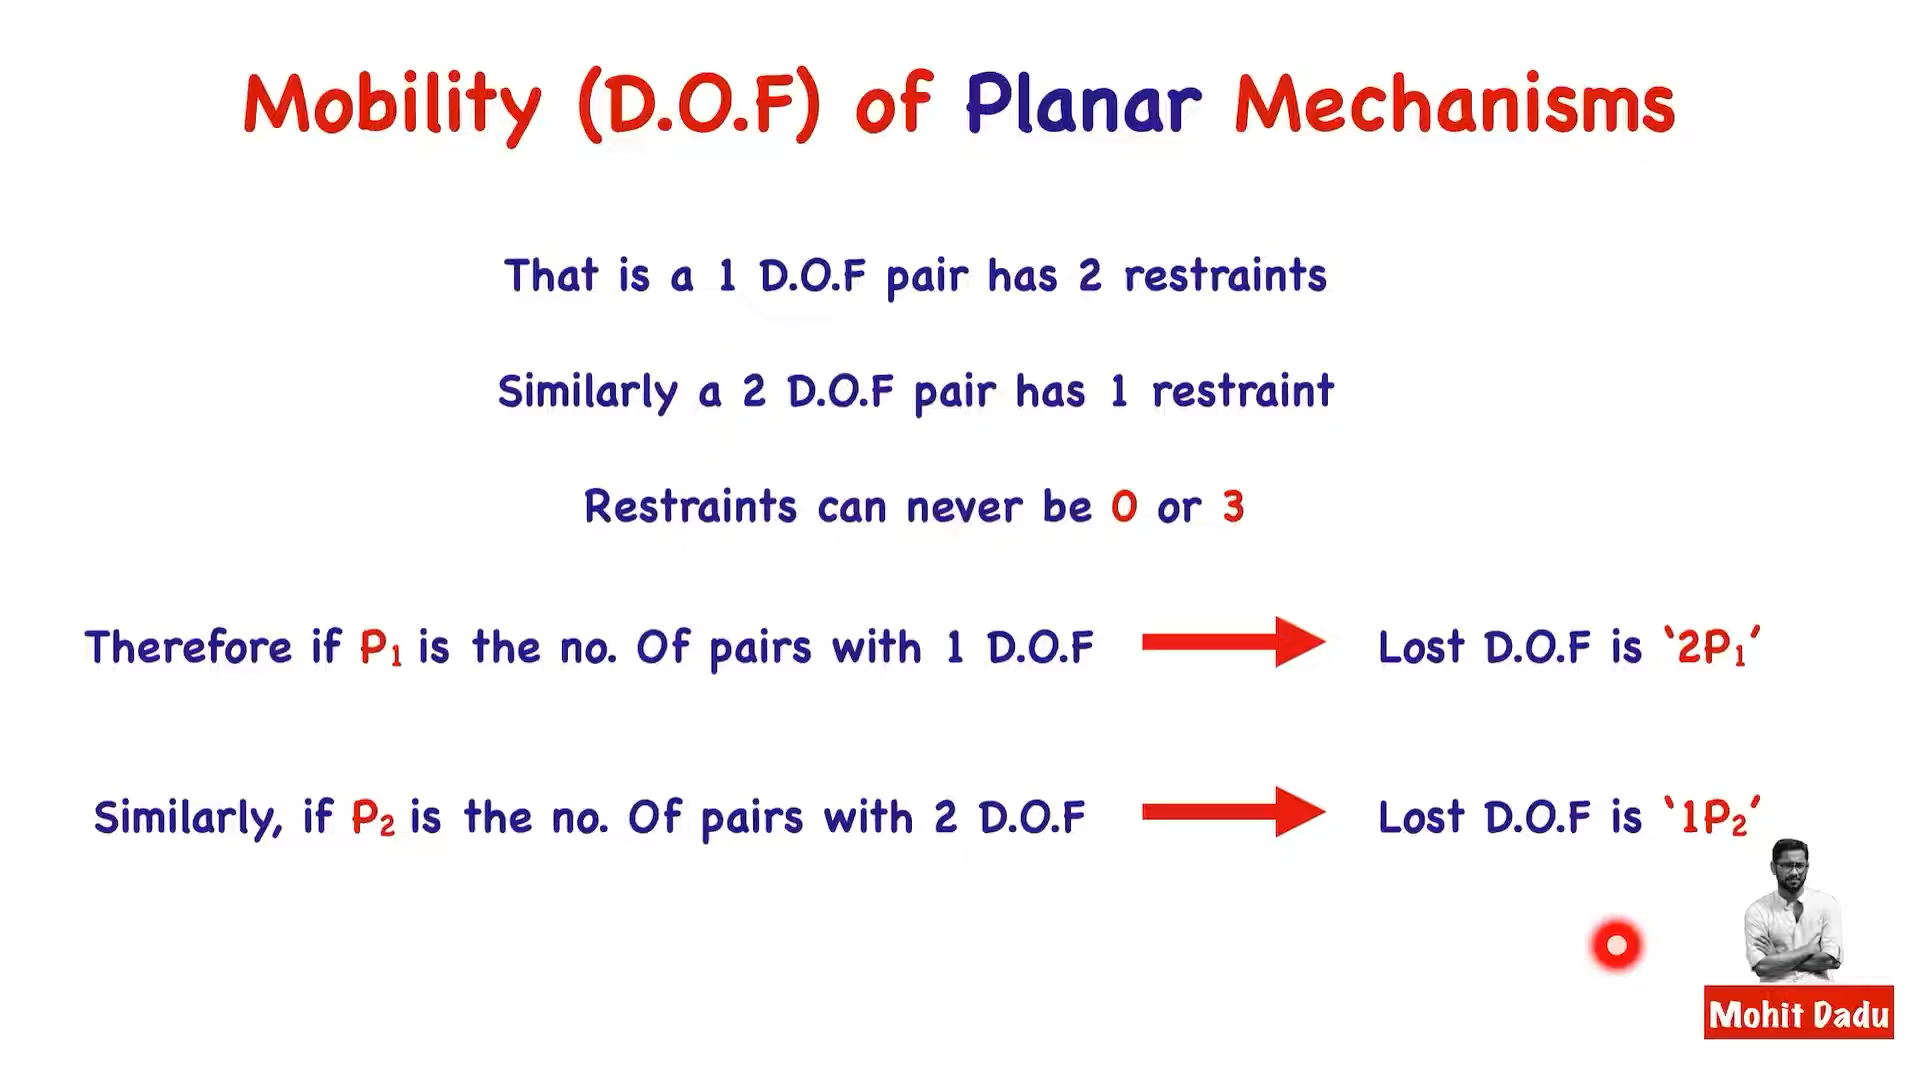 Mobility (D.O.F) of Planar Mechanisms
That is a 1 D.O.F pair has 2 restraints
Similarly a 2 D.O.F pair has 1 restraint
Restraints can never be 0 or 3
Therefore if P₁ is the no. Of pairs with 1 D.O.F Lost D.O.F is ‘2P₁’
Similarly, if P₂ is the no. Of pairs with 2 D.O.F Lost D.O.F is ‘1P₂’
Mohit Dadu